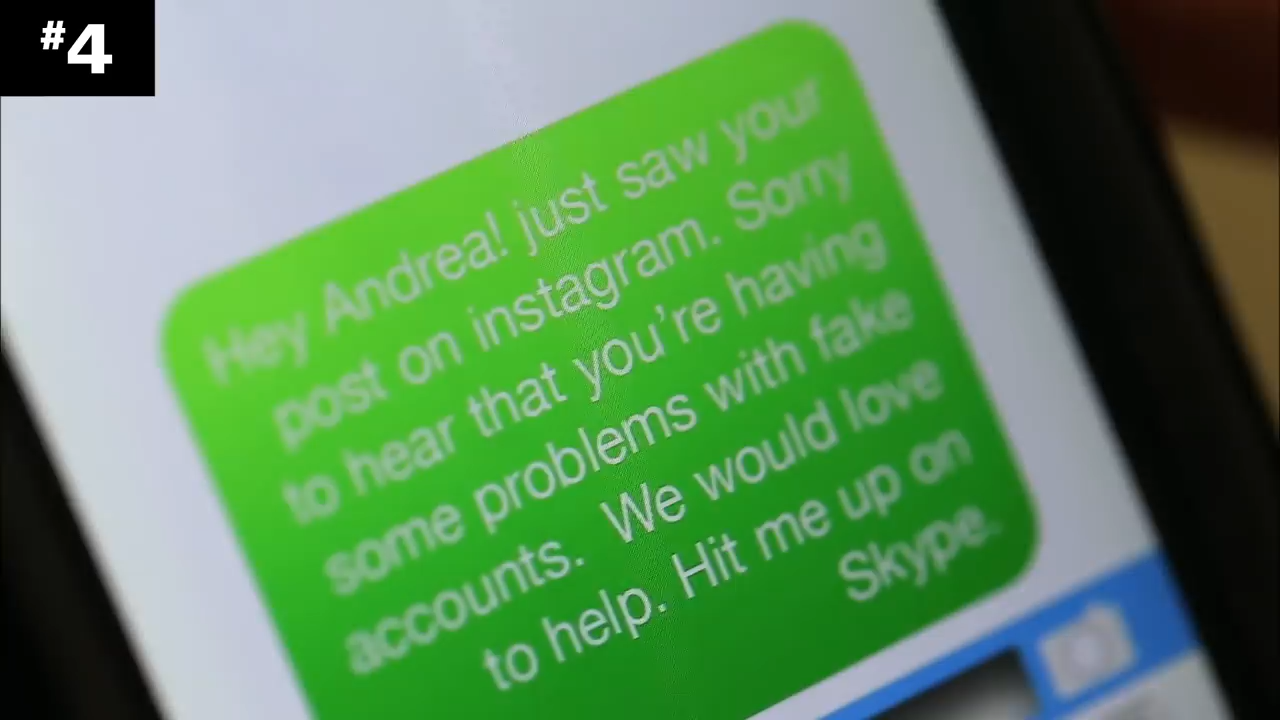 #4
Hey Andrea! just saw your
post on instagram. Sorry
to hear that you're having
some problems with fake
accounts.  We would love
to help. Hit me up on
Skype.